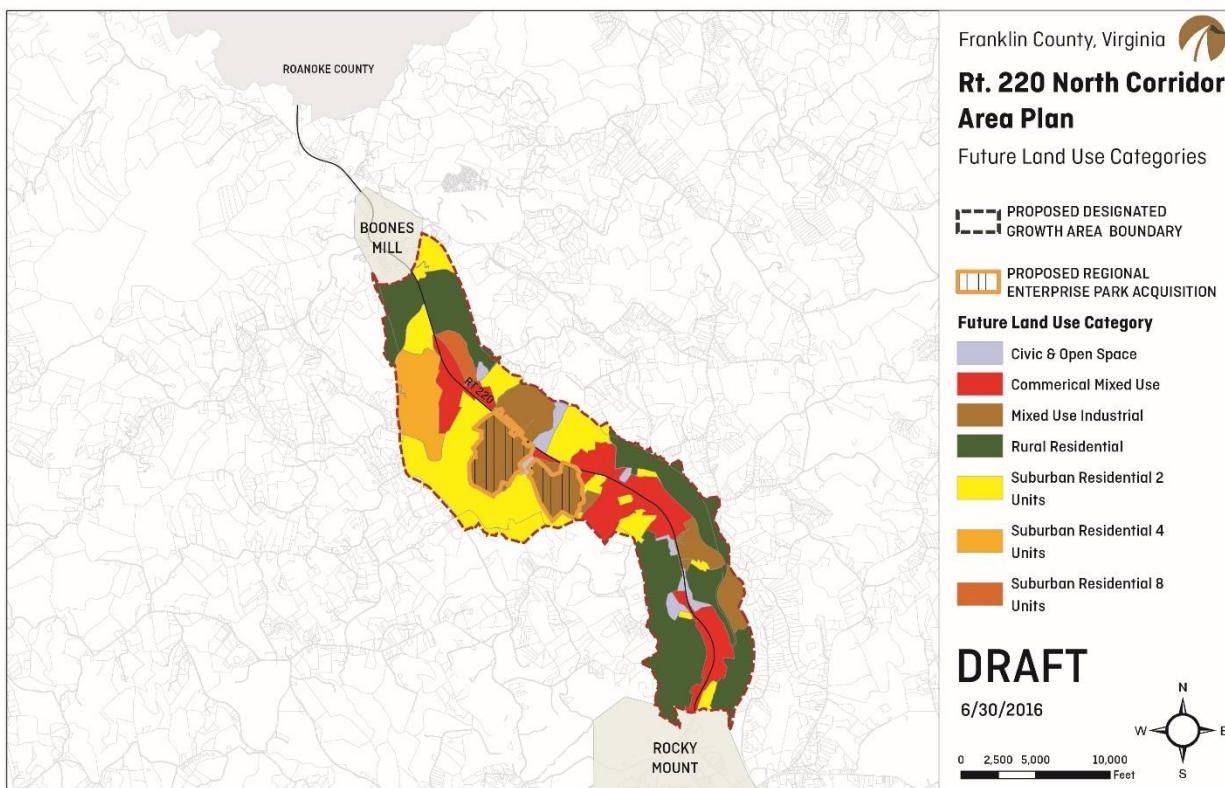 ROANOKE COUNTY
BOONES
MILL
RT 220
ROCKY
MOUNT
Franklin County, Virginia
Rt. 220 North Corridor
Area Plan
Future Land Use Categories
PROPOSED DESIGNATED
GROWTH AREA BOUNDARY
PROPOSED REGIONAL
ENTERPRISE PARK ACQUISITION
Future Land Use Category
Civic & Open Space
Commerical Mixed Use
Mixed Use Industrial
Rural Residential
Suburban Residential 2
Units
Suburban Residential 4
Units
Suburban Residential 8
Units
DRAFT
6/30/2016
N
W E
S
0 2,500 5,000 10,000
Feet